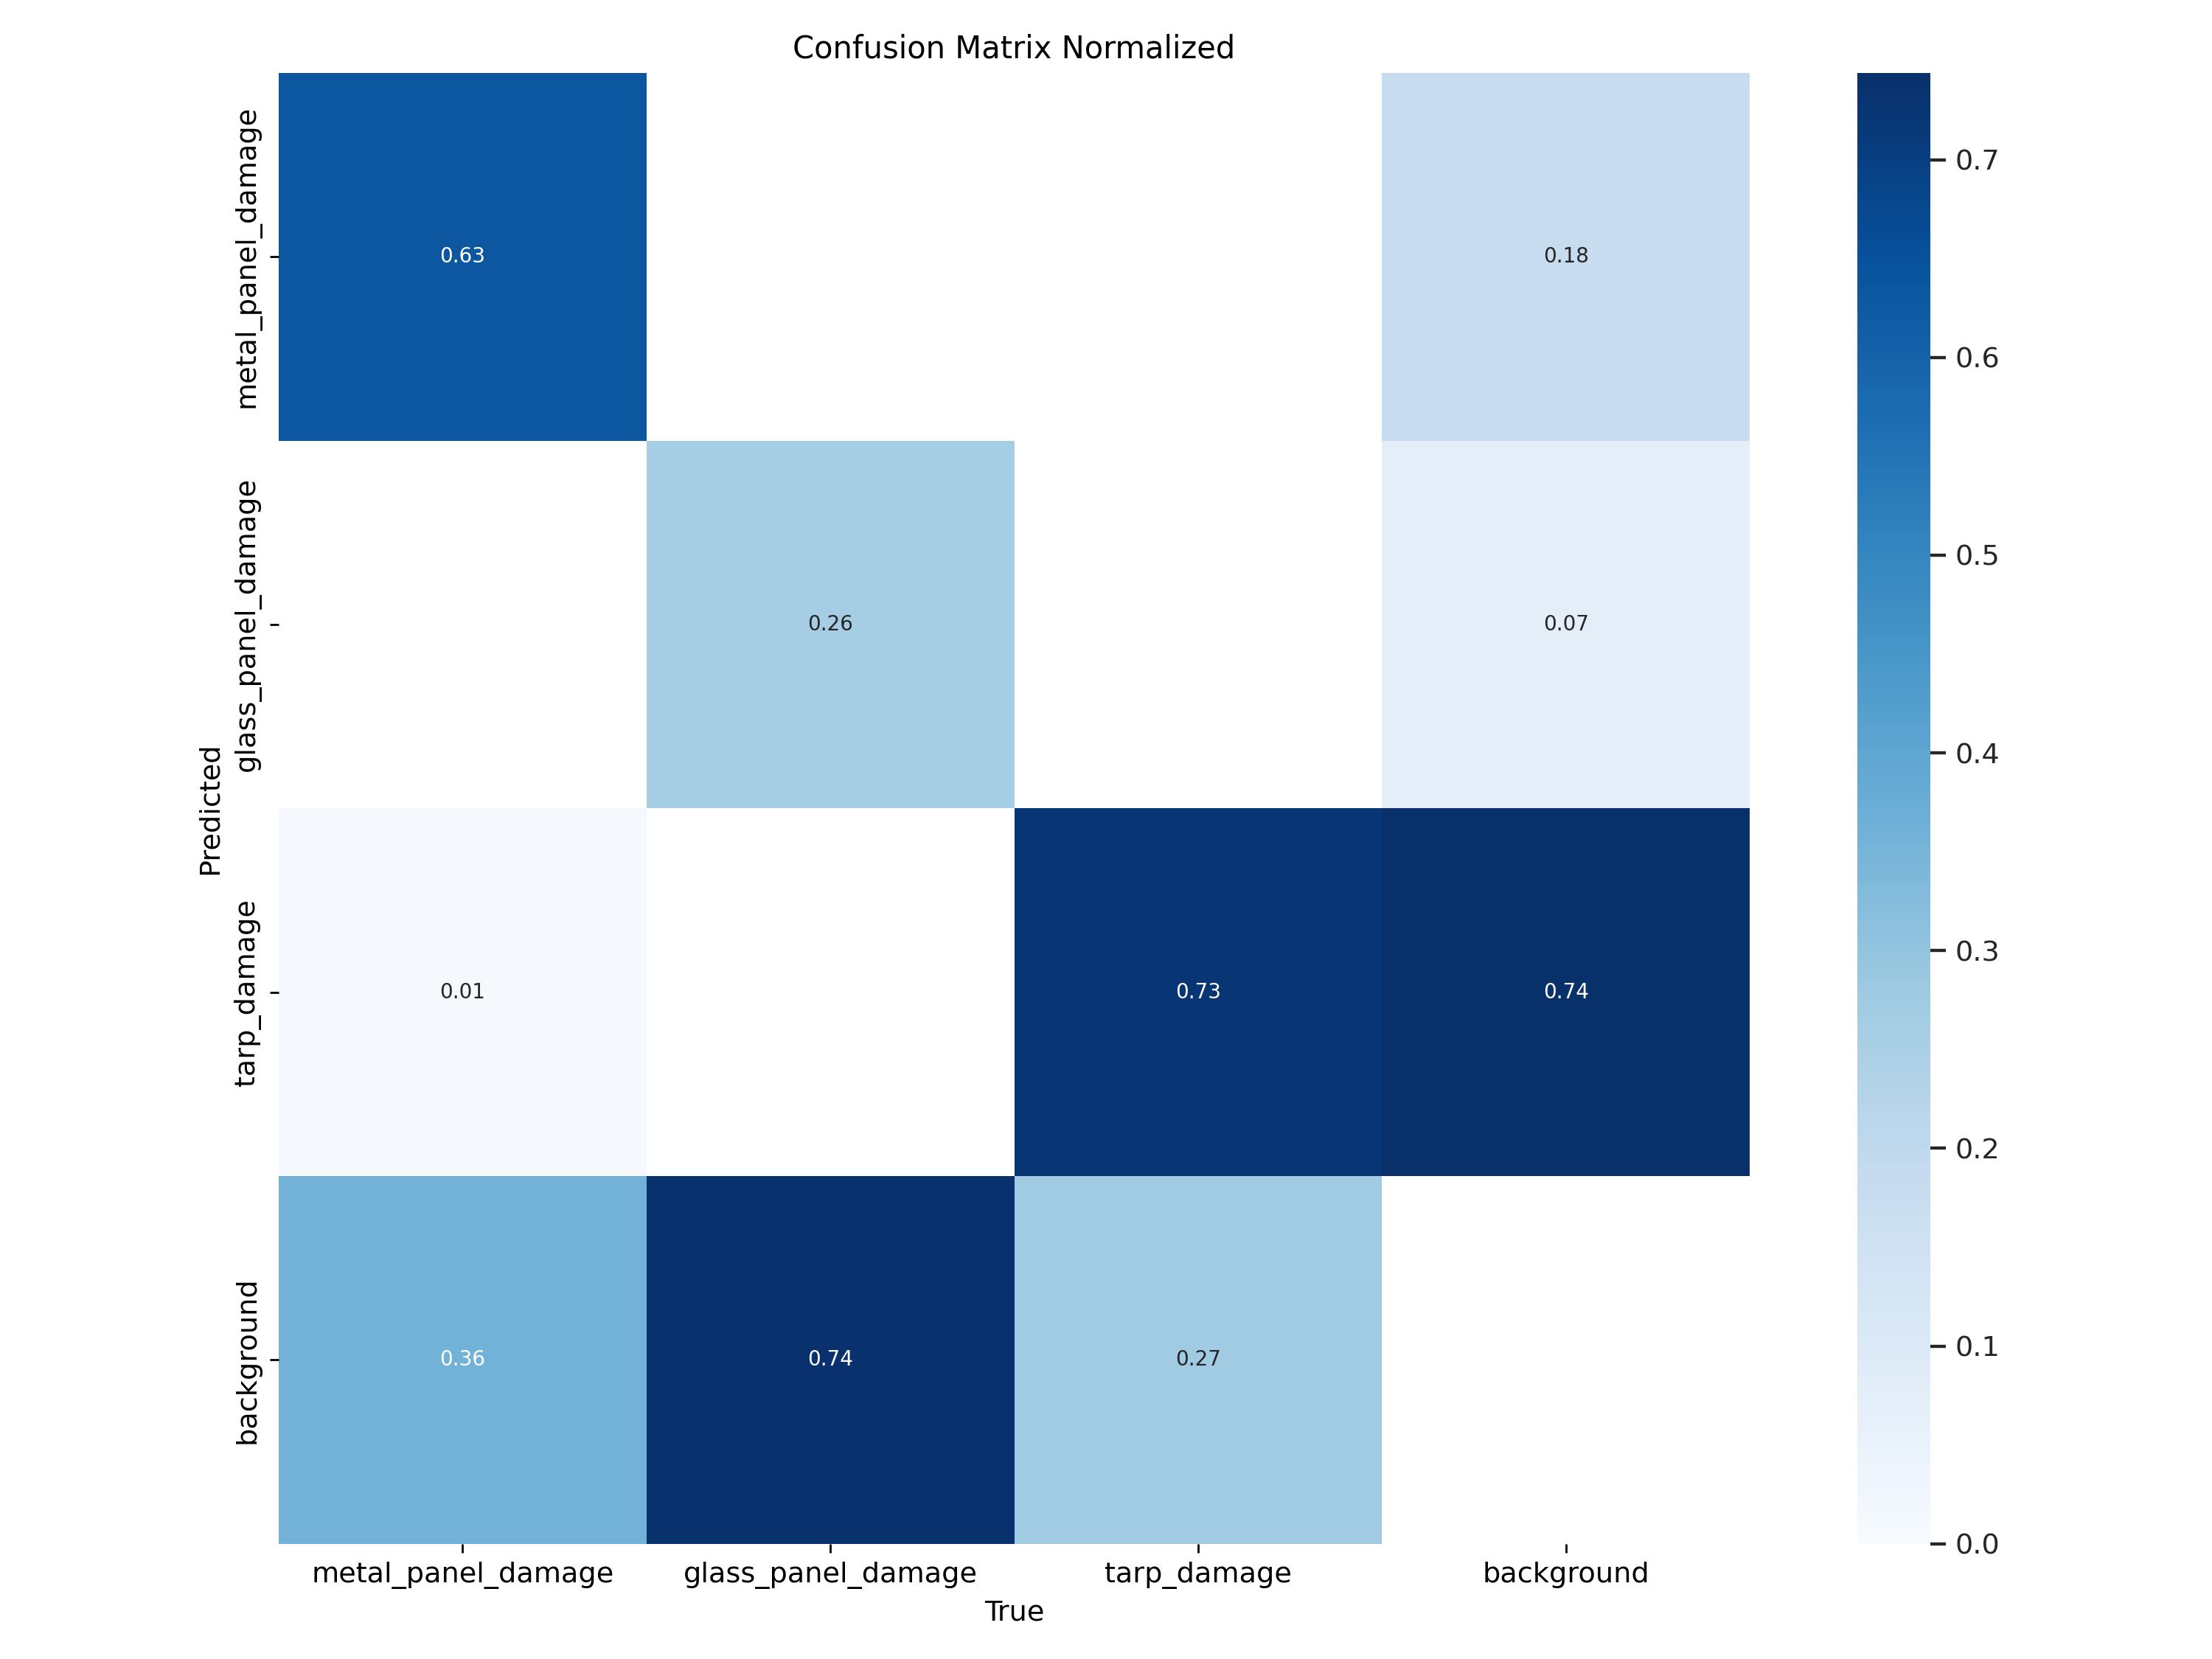 Confusion Matrix Normalized
metal_panel_damage
0.63
0.18
glass_panel_damage
0.26
0.07
tarp_damage
0.01
0.73
0.74
background
0.36
0.74
0.27
Predicted
metal_panel_damage
glass_panel_damage
tarp_damage
background
True
0.7
0.6
0.5
0.4
0.3
0.2
0.1
0.0